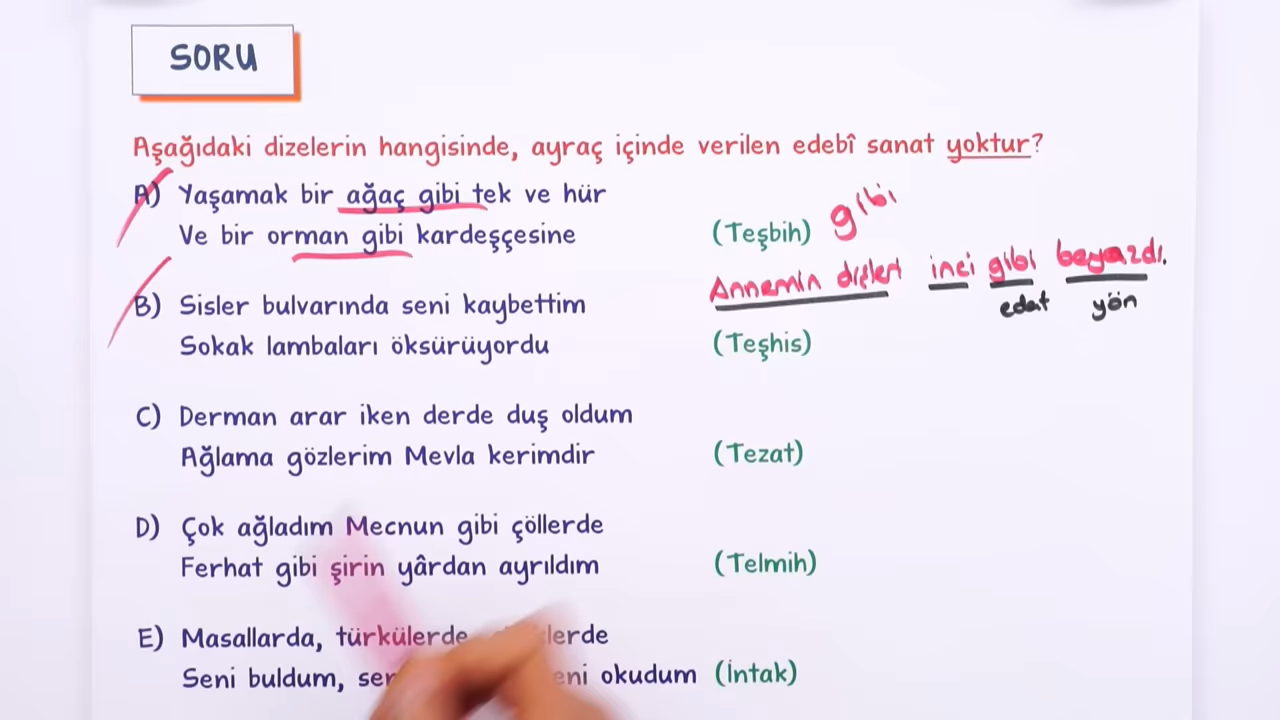 SORU
Aşağıdaki dizelerin hangisinde, ayraç içinde verilen edebî sanat yoktur?
A) Yaşamak bir ağaç gibi tek ve hür
Ve bir orman gibi kardeşçesine (Teşbih) gibi
Annemin dişleri inci gibi beyazdı.
edat yön
B) Sisler bulvarında seni kaybettim
Sokak lambaları öksürüyordu (Teşhis)
C) Derman arar iken derde duş oldum
Ağlama gözlerim Mevla kerimdir (Tezat)
D) Çok ağladım Mecnun gibi çöllerde
Ferhat gibi şirin yârdan ayrıldım (Telmih)
E) Masallarda, türkülerde
Seni buldum, okudum (İntak)